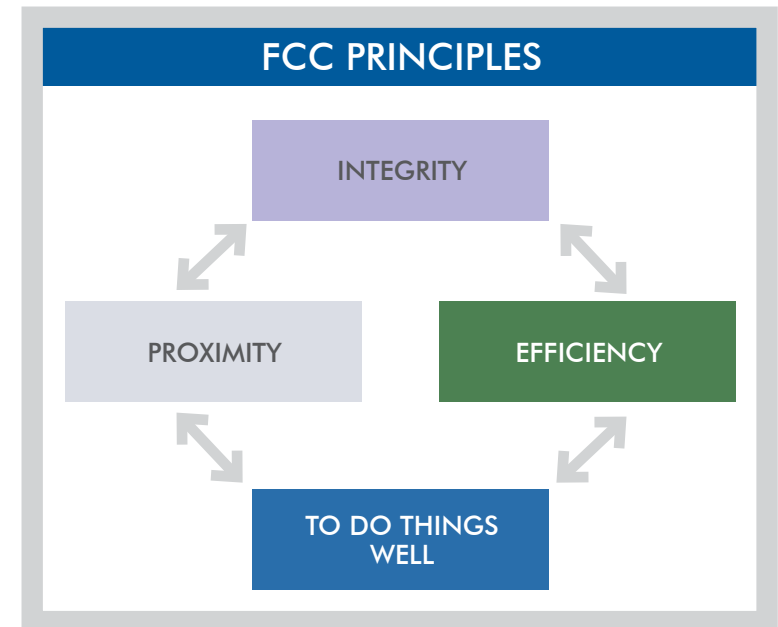 FCC PRINCIPLES
INTEGRITY
PROXIMITY
EFFICIENCY
TO DO THINGS
WELL